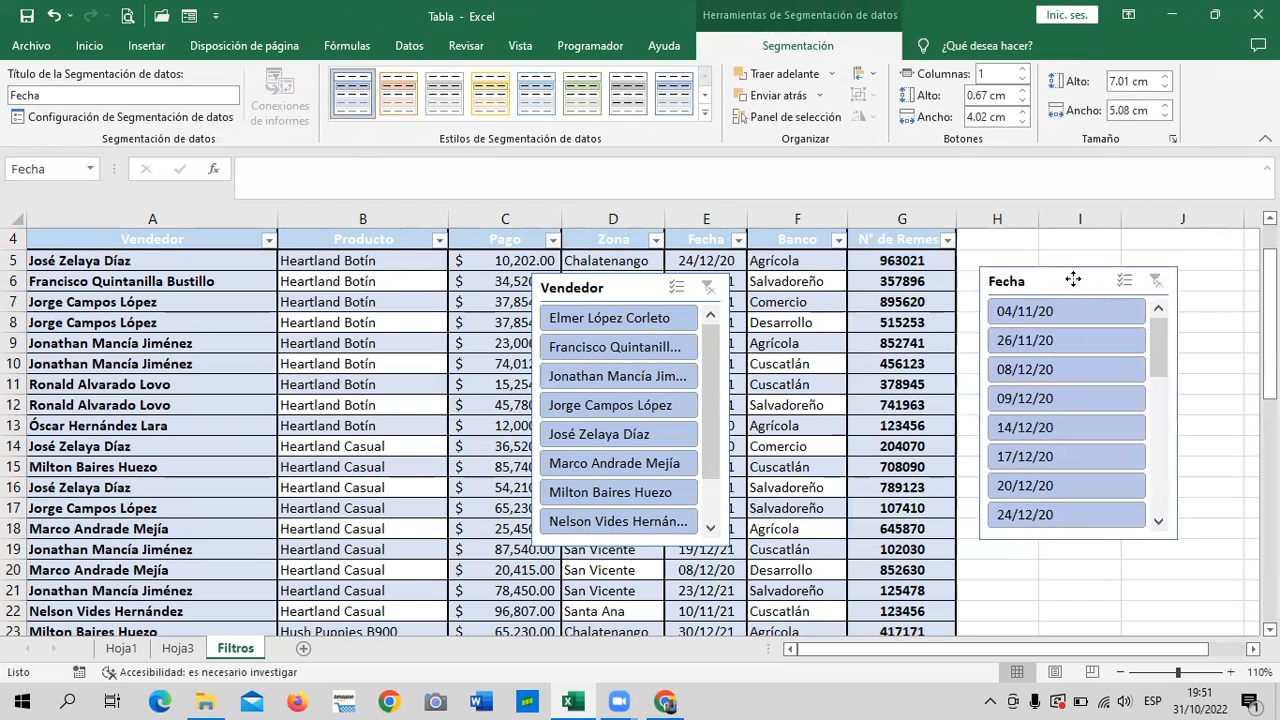 Tabla - Excel
Herramientas de Segmentación de datos
Inic. ses.
Archivo Inicio Insertar Disposición de página Fórmulas Datos Revisar Vista Programador Ayuda Segmentación ¿Qué desea hacer?
Título de la Segmentación de datos:
Fecha
Configuración de Segmentación de datos
Segmentación de datos
Conexiones de informes
Estilos de Segmentación de datos
Traer adelante
Enviar atrás
Panel de selección
Organizar
Columnas: 1
Alto: 0.67 cm
Ancho: 4.02 cm
Botones
Alto: 7.01 cm
Ancho: 5.08 cm
Tamaño
Fecha
fx
A B C D E F G H I J
4 Vendedor Producto Pago Zona Fecha Banco N° de Remes
5 José Zelaya Díaz Heartland Botín $ 10,202.00 Chalatenango 24/12/20 Agrícola 963021
6 Francisco Quintanilla Bustillo Heartland Botín $ 34,520 Salvadoreño 357896
7 Jorge Campos López Heartland Botín $ 37,854 Comercio 895620
8 Jorge Campos López Heartland Botín $ 37,854 Desarrollo 515253
9 Jonathan Mancía Jiménez Heartland Botín $ 23,006 Cuscatlán 852741
10 Jonathan Mancía Jiménez Heartland Botín $ 74,012 Cuscatlán 456123
11 Ronald Alvarado Lovo Heartland Botín $ 15,254 Cuscatlán 378945
12 Ronald Alvarado Lovo Heartland Botín $ 45,780 Salvadoreño 741963
13 Óscar Hernández Lara Heartland Botín $ 12,000 Cuscatlán 123456
14 José Zelaya Díaz Heartland Casual $ 36,520 Comercio 204070
15 Milton Baires Huezo Heartland Casual $ 85,740 Cuscatlán 708090
16 José Zelaya Díaz Heartland Casual $ 54,210 Salvadoreño 789123
17 Jorge Campos López Heartland Casual $ 65,230 Salvadoreño 107410
18 Marco Andrade Mejía Heartland Casual $ 25,450 Agrícola 645870
19 Jonathan Mancía Jiménez Heartland Casual $ 87,540.00 San Vicente 19/12/21 Cuscatlán 102030
20 Marco Andrade Mejía Heartland Casual $ 20,415.00 San Vicente 08/12/20 Desarrollo 852630
21 Jonathan Mancía Jiménez Heartland Casual $ 78,450.00 San Vicente 23/12/21 Agrícola 125478
22 Nelson Vides Hernández Heartland Casual $ 96,807.00 Santa Ana 10/11/21 Cuscatlán 123456
23 Milton Baires Huezo Hush Puppies B900 $ 65,230.00 Chalatenango 30/12/21 Agrícola 417171
Vendedor
Elmer López Corleto
Francisco Quintanill...
Jonathan Mancía Jim...
Jorge Campos López
José Zelaya Díaz
Marco Andrade Mejía
Milton Baires Huezo
Nelson Vides Hernán...
Fecha
04/11/20
26/11/20
08/12/20
09/12/20
14/12/20
17/12/20
20/12/20
24/12/20
Hoja1 Hoja3 Filtros
Listo Accesibilidad: es necesario investigar 110%
ESP
19:51
31/10/2022